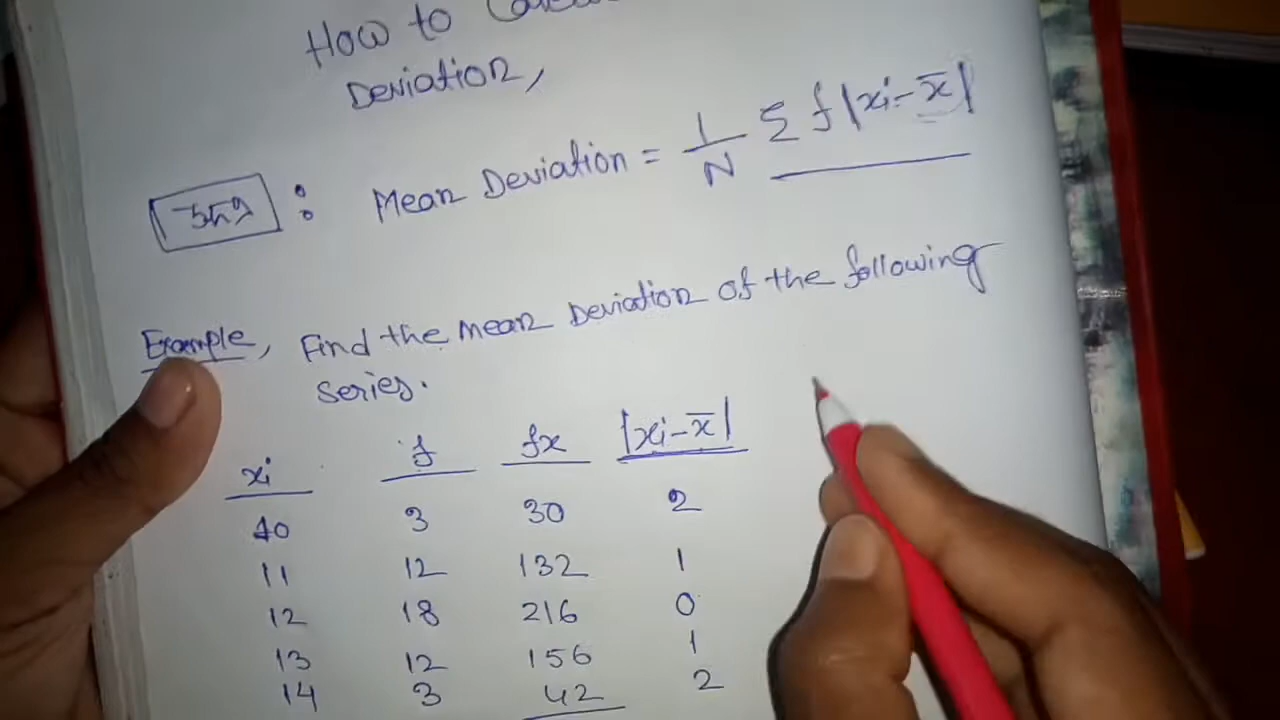 How to
Deviation,
সূত্র : Mean Deviation = 1/N Σ f|xi - x̄|
Example, Find the mean Deviation of the following
series.
xi f fx |xi - x̄|
10 3 30 2
11 12 132 1
12 18 216 0
13 12 156 1
14 3 42 2